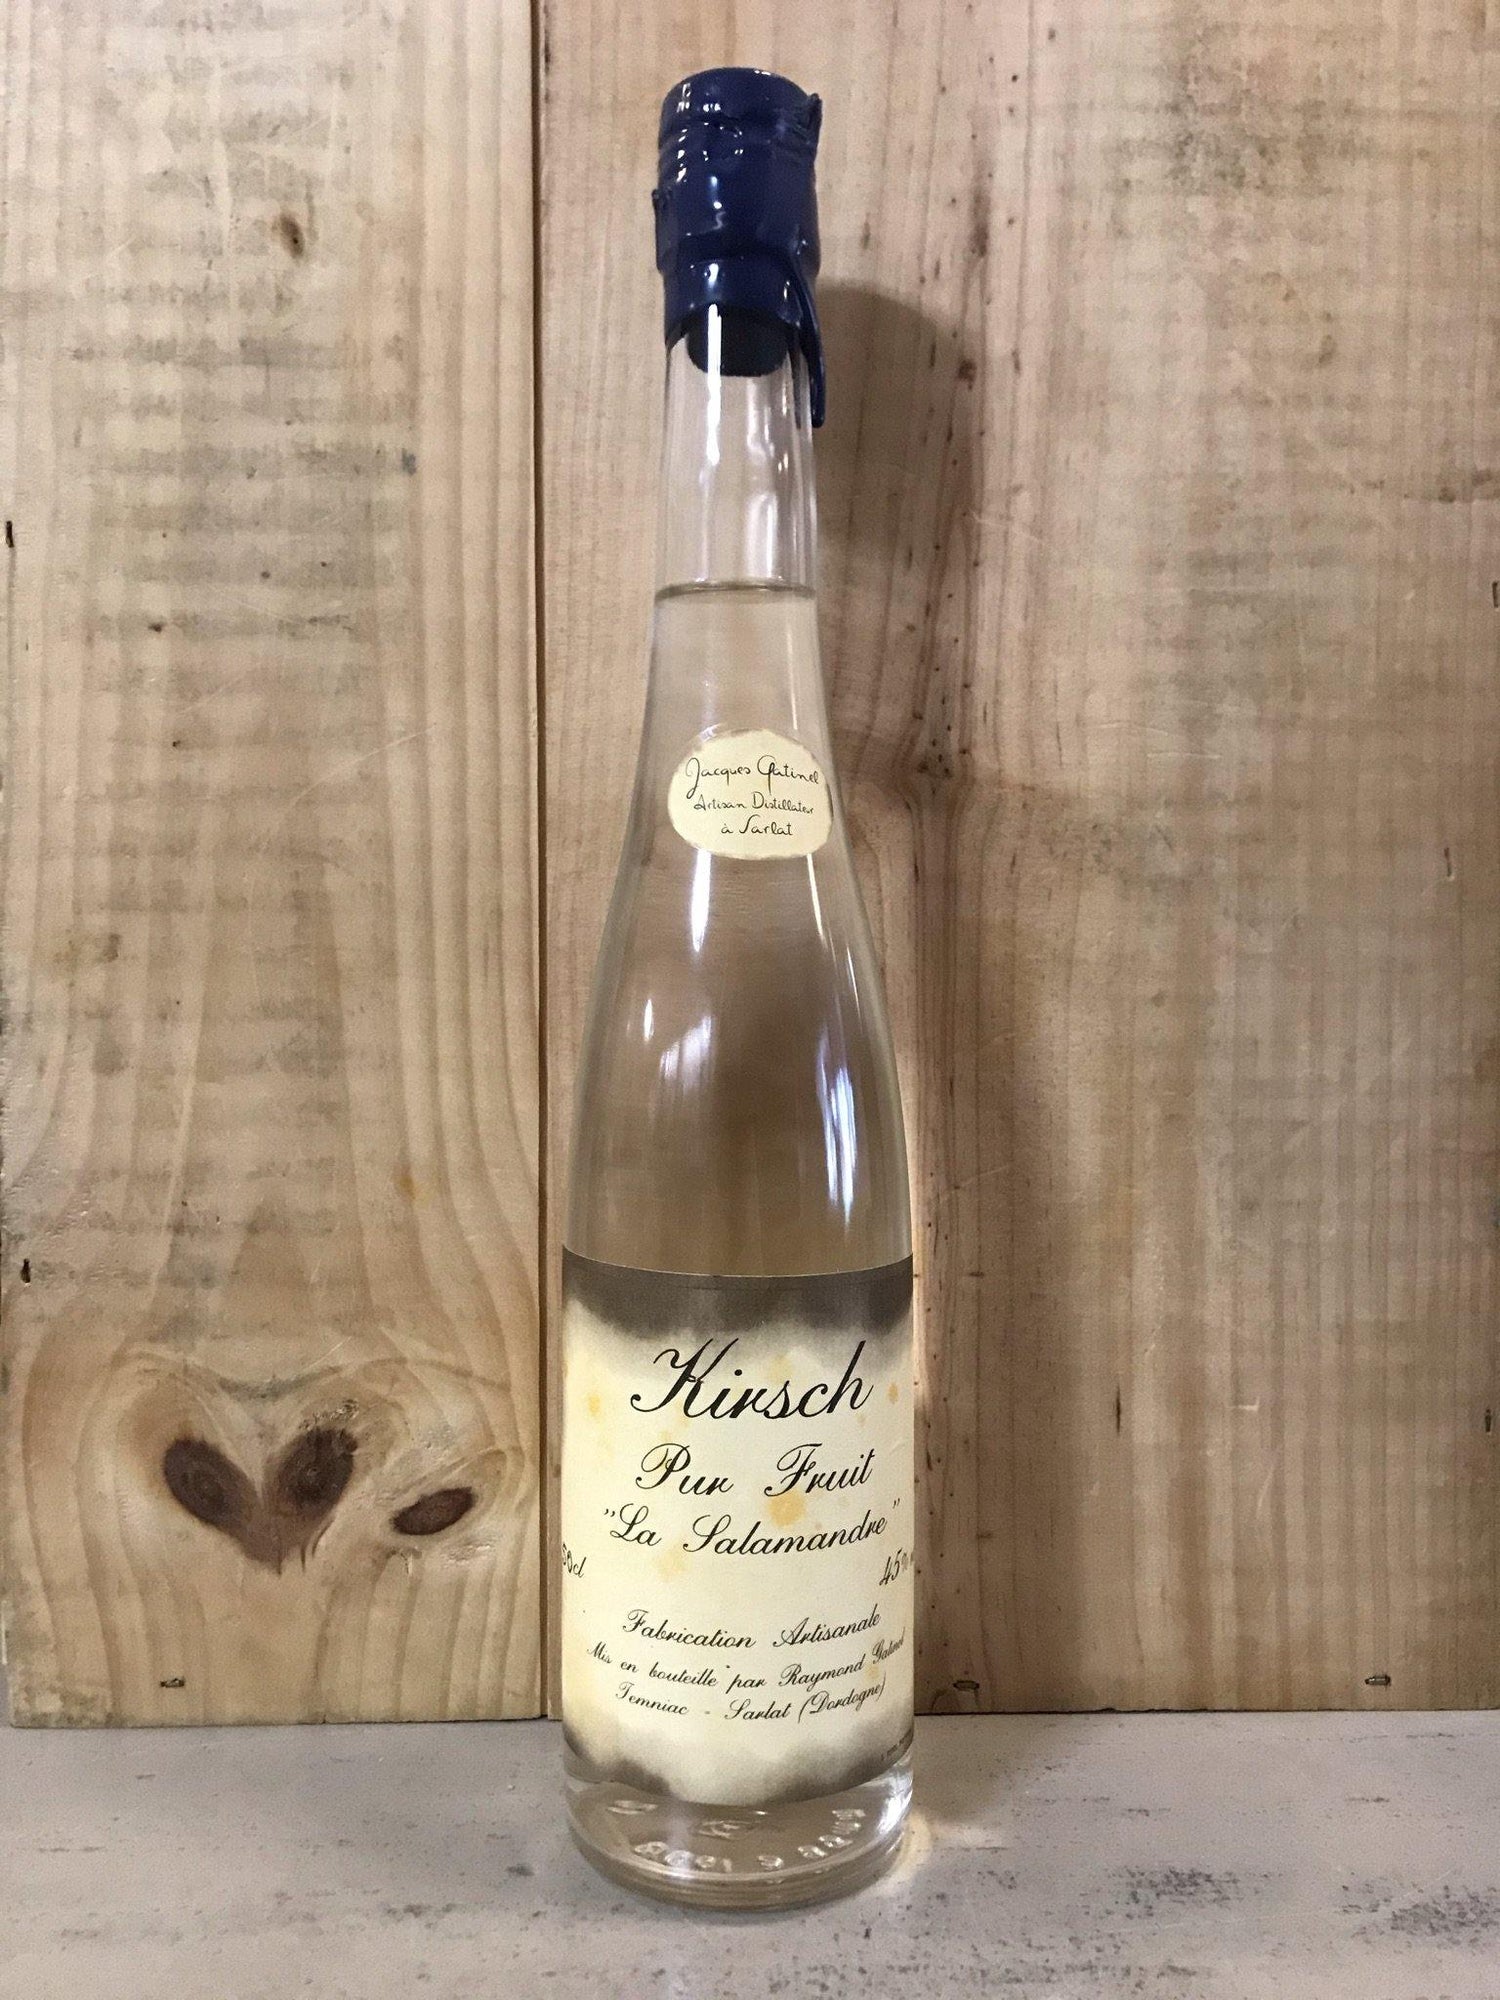 Jacques Gatinel
Artisan Distillateur
à Sarlat
Kirsch
Pur Fruit
"La Salamandre"
50cl 45%
Fabrication Artisanale
Mis en bouteille par Raymond Gatinel
Temniac - Sarlat (Dordogne)